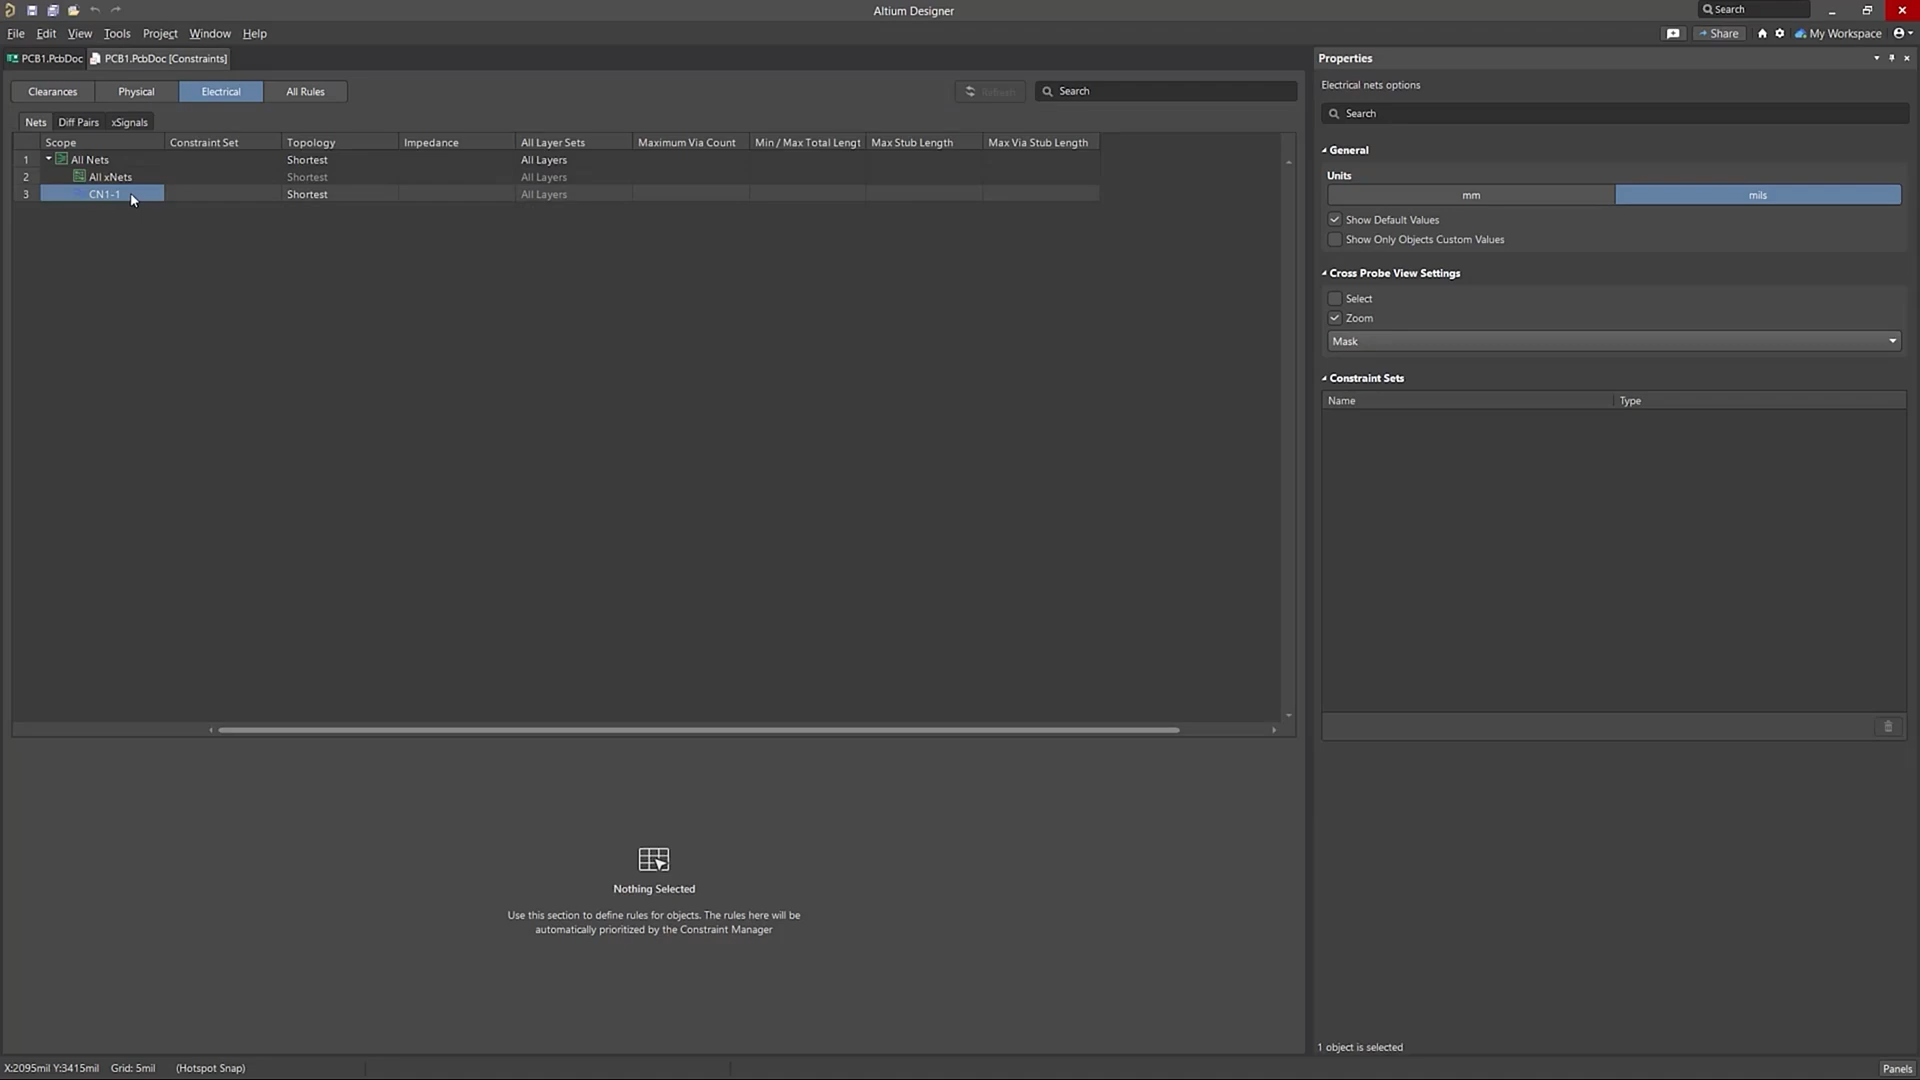 Altium Designer
Search
File Edit View Tools Project Window Help
Share My Workspace
PCB1.PcbDoc PCB1.PcbDoc [Constraints]
Properties
Clearances Physical Electrical All Rules
Refresh Search
Electrical nets options
Search
Nets Diff Pairs xSignals
Scope Constraint Set Topology Impedance All Layer Sets Maximum Via Count Min / Max Total Lengt Max Stub Length Max Via Stub Length
1 All Nets Shortest All Layers
2 All xNets Shortest All Layers
3 CN1-1 Shortest All Layers
General
Units
mm mils
Show Default Values
Show Only Objects Custom Values
Cross Probe View Settings
Select
Zoom
Mask
Constraint Sets
Name Type
Nothing Selected
Use this section to define rules for objects. The rules here will be
automatically prioritized by the Constraint Manager
1 object is selected
X:2095mil Y:3415mil Grid: 5mil (Hotspot Snap)
Panels